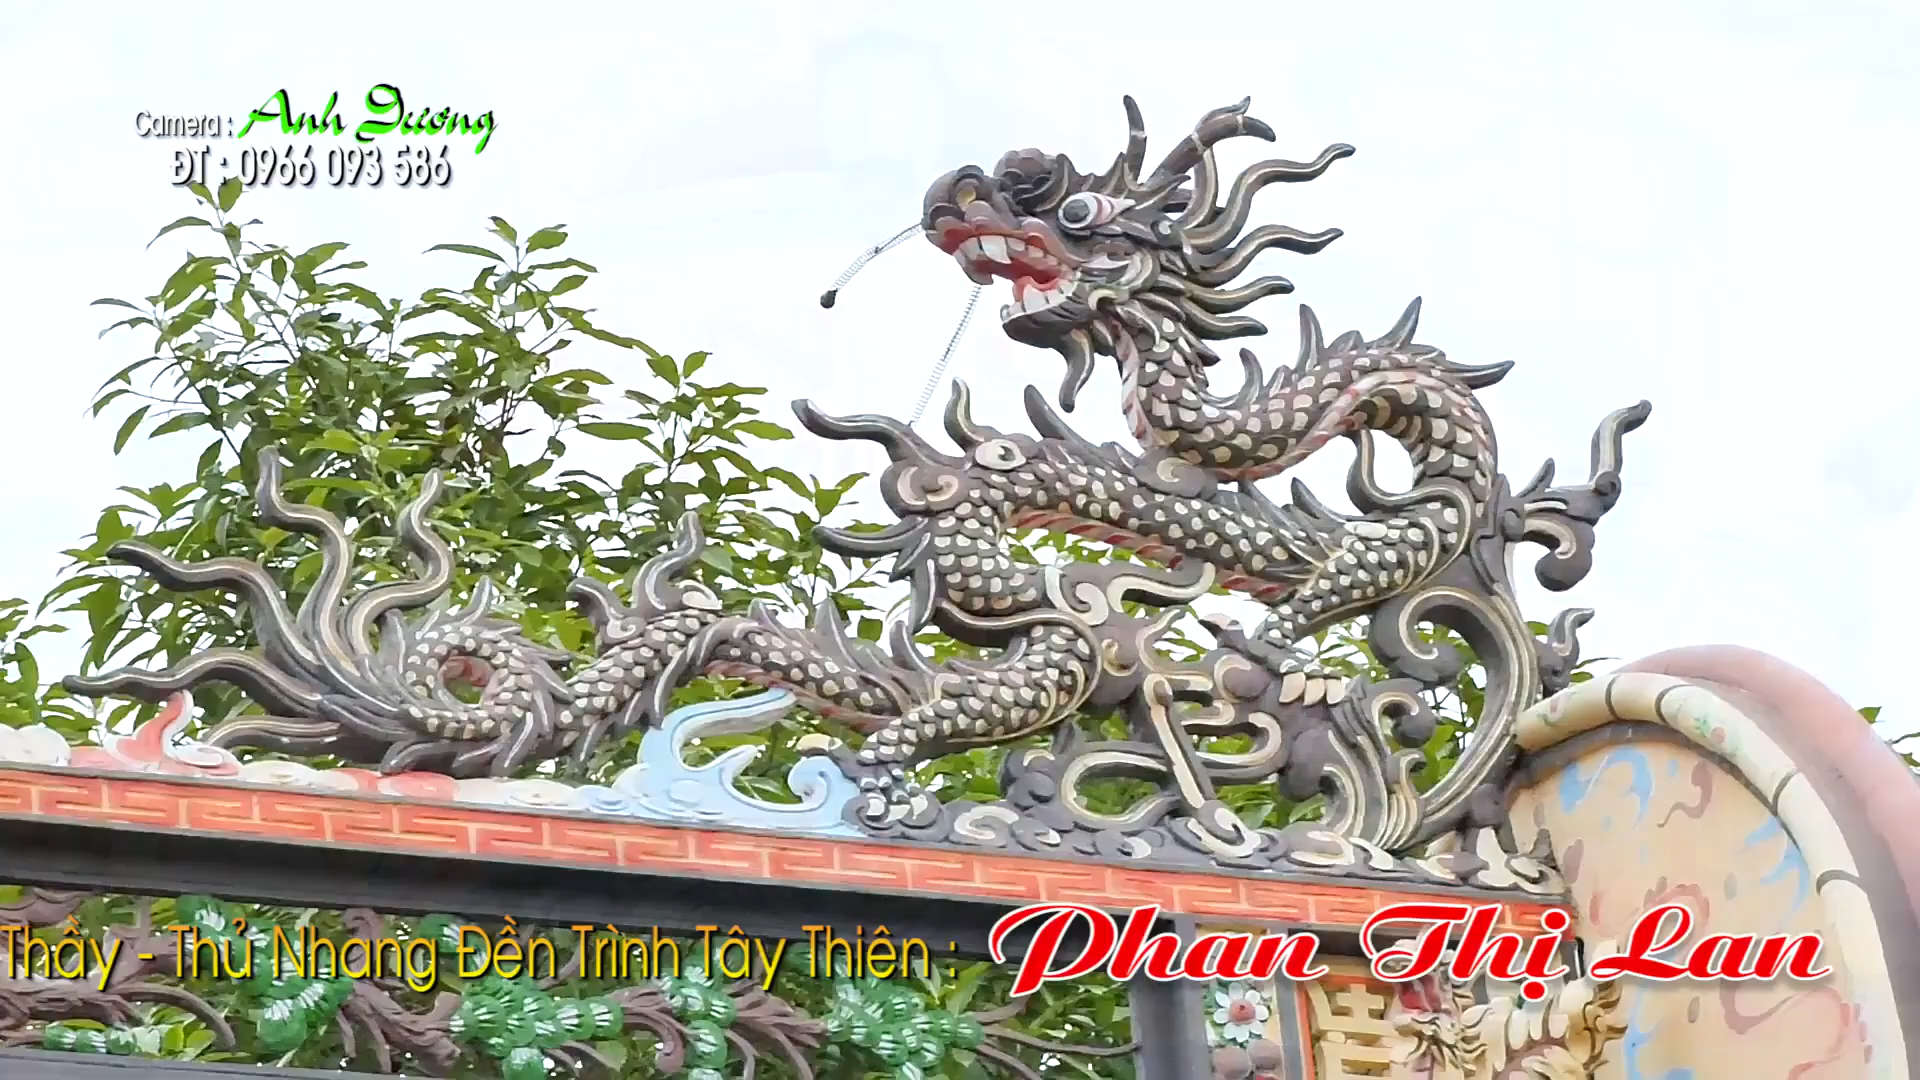 Camera : Anh Dương
ĐT : 0966 093 586
Thầy - Thủ Nhang Đền Trình Tây Thiên : Phan Thị Lan